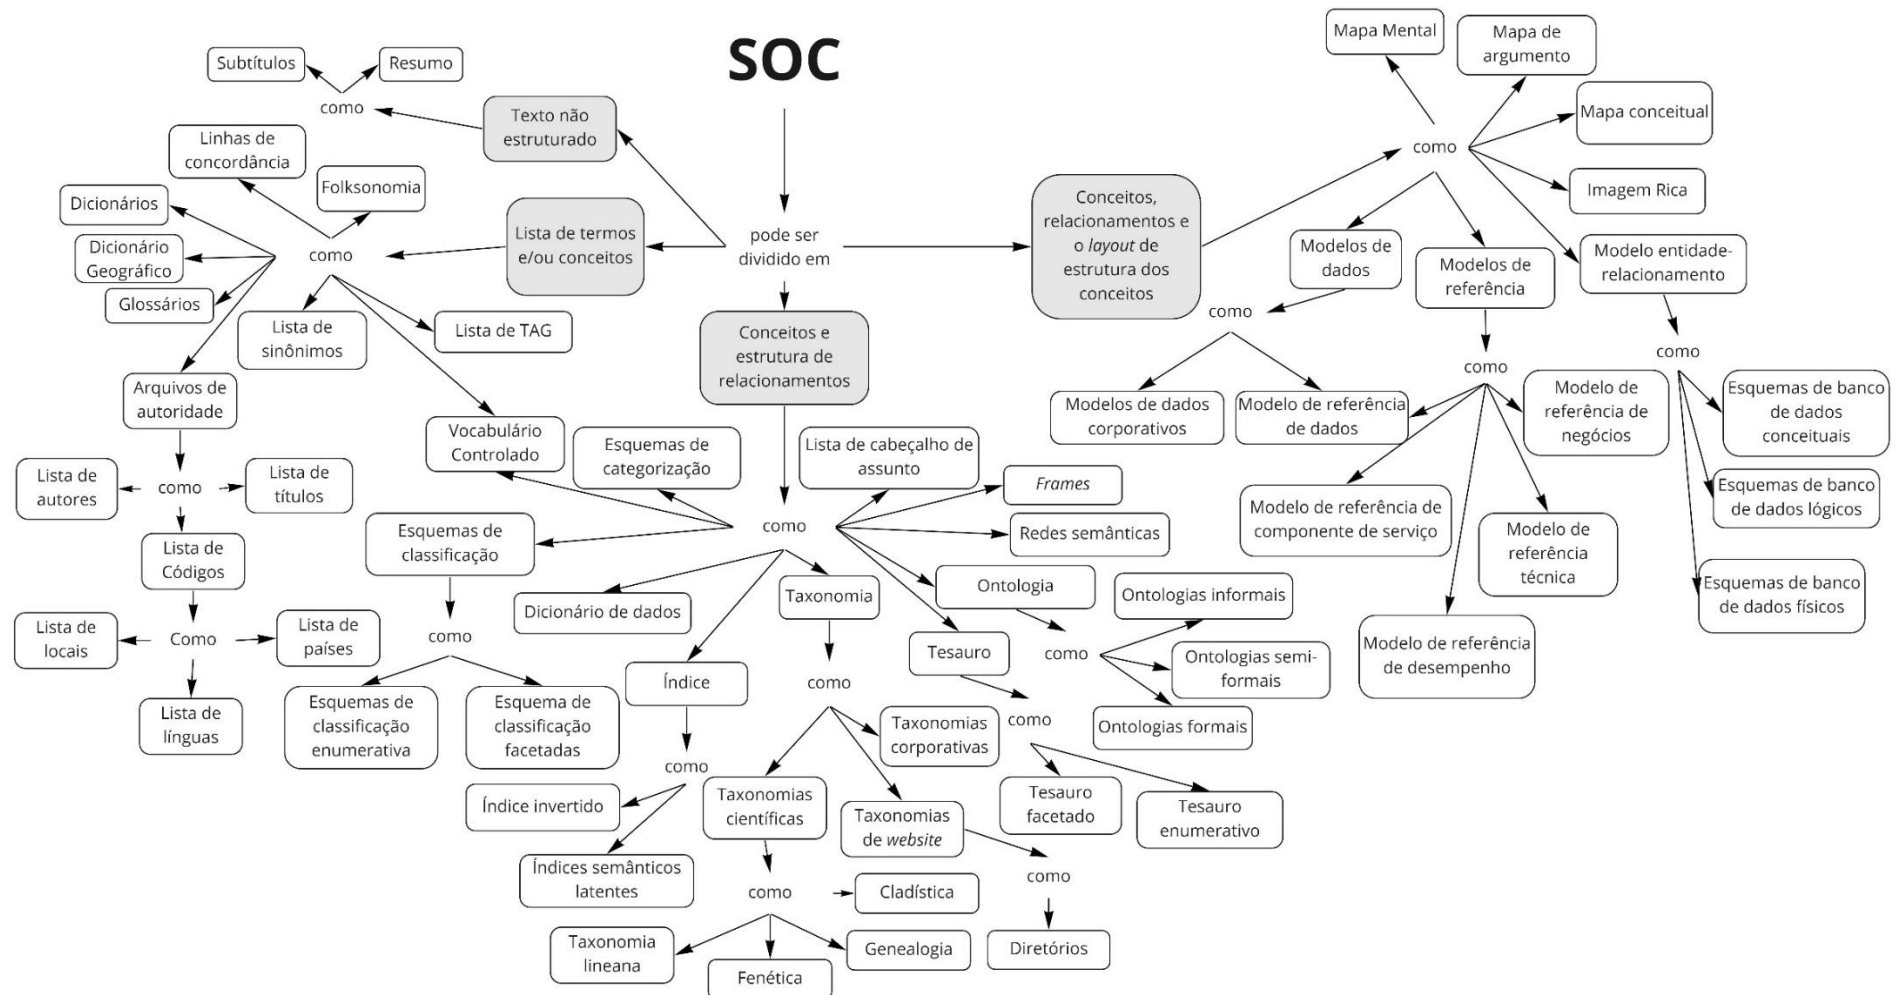 SOC
pode ser
dividido em
Texto não
estruturado
como
Subtítulos
Resumo
Lista de termos
e/ou conceitos
como
Linhas de
concordância
Folksonomia
Dicionários
Dicionário
Geográfico
Glossários
Lista de
sinônimos
Lista de TAG
Arquivos de
autoridade
como
Lista de
autores
Lista de
títulos
Lista de
Códigos
Como
Lista de
locais
Lista de
países
Lista de
línguas
Vocabulário
Controlado
Conceitos e
estrutura de
relacionamentos
como
Esquemas de
categorização
Lista de cabeçalho de
assunto
Frames
Redes semânticas
Esquemas de
classificação
como
Esquemas de
classificação
enumerativa
Esquema de
classificação
facetadas
Dicionário de dados
Índice
como
Índice invertido
Índices semânticos
latentes
Taxonomia
como
Taxonomias
corporativas
Taxonomias
científicas
Taxonomias
de website
como
Cladística
Taxonomia
lineana
Fenética
Genealogia
como
Diretórios
Ontologia
como
Ontologias informais
Ontologias semi-
formais
Ontologias formais
Tesauro
como
Tesauro
facetado
Tesauro
enumerativo
Conceitos,
relacionamentos e
o layout de
estrutura dos
conceitos
como
Mapa Mental
Mapa de
argumento
Mapa conceitual
Imagem Rica
Modelos de
dados
como
Modelos de dados
corporativos
Modelo de referência
de dados
Modelos de
referência
como
Modelo de
referência de
negócios
Modelo de referência de
componente de serviço
Modelo de
referência
técnica
Modelo de referência
de desempenho
Modelo entidade-
relacionamento
como
Esquemas de banco
de dados
conceituais
Esquemas de banco
de dados lógicos
Esquemas de banco
de dados físicos